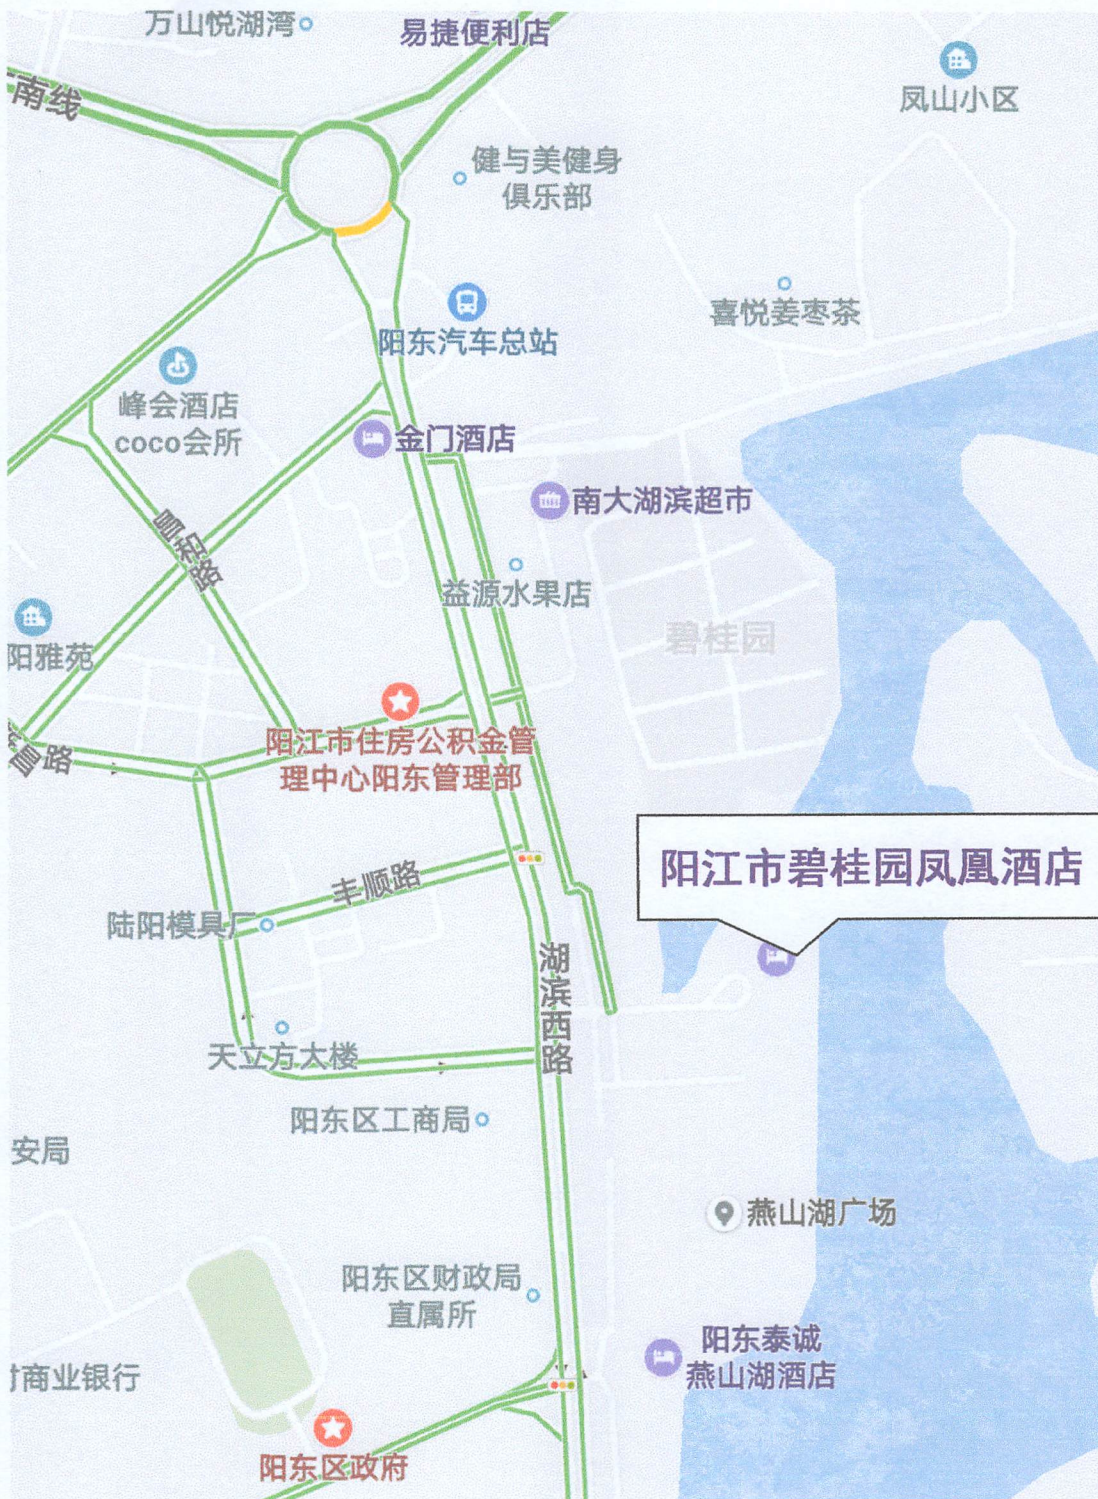 万山悦湖湾
易捷便利店
南线
凤山小区
健与美健身
俱乐部
喜悦姜枣茶
阳东汽车总站
峰会酒店
coco会所
金门酒店
南大湖滨超市
昌和路
益源水果店
碧桂园
阳雅苑
阳江市住房公积金管
理中心阳东管理部
昌路
阳江市碧桂园凤凰酒店
丰顺路
陆阳模具厂
湖滨西路
天立方大楼
阳东区工商局
安局
燕山湖广场
阳东区财政局
直属所
阳东泰诚
燕山湖酒店
商业银行
阳东区政府